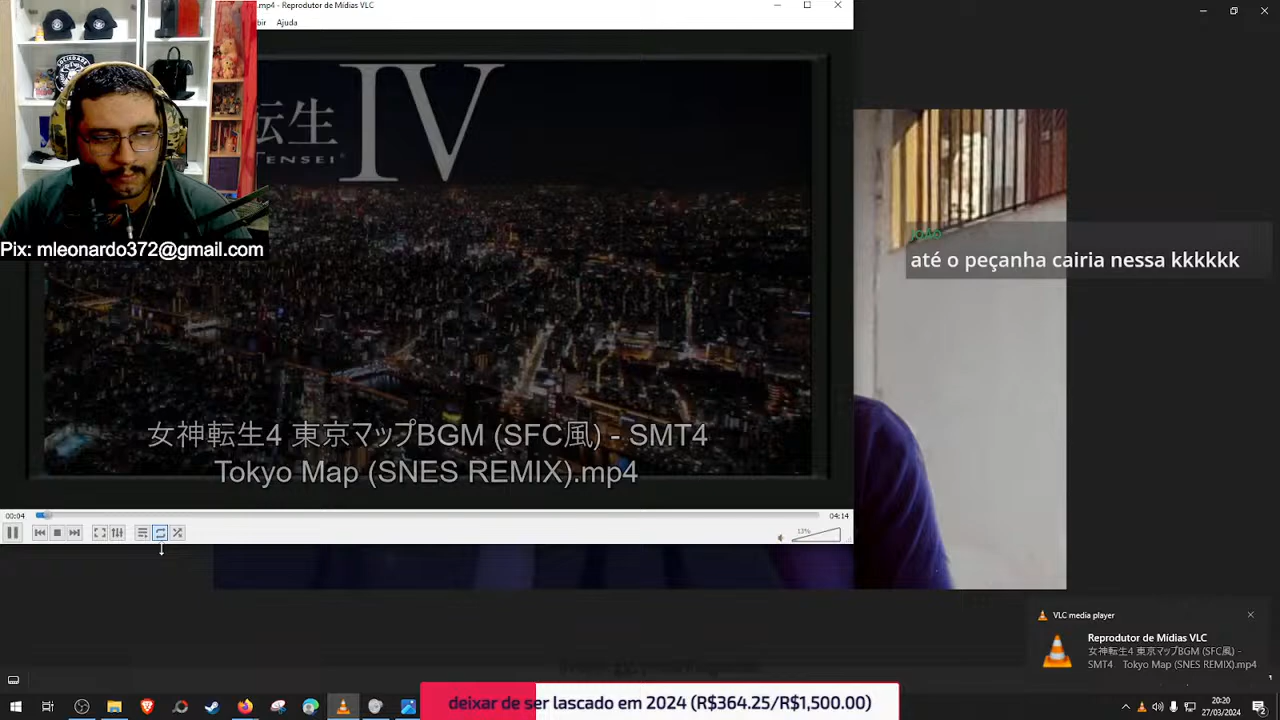 .mp4 - Reprodutor de Mídias VLC
bir Ajuda
IV
転生
TENSEI
Pix: mleonardo372@gmail.com
JOÃO
até o peçanha cairia nessa kkkkkk
女神転生4 東京マップBGM (SFC風) - SMT4
Tokyo Map (SNES REMIX).mp4
00:04
04:14
13%
VLC media player
Reprodutor de Mídias VLC
女神転生4 東京マップBGM (SFC風) -
SMT4 Tokyo Map (SNES REMIX).mp4
deixar de ser lascado em 2024 (R$364.25/R$1,500.00)
20:20
27/03/2024
2